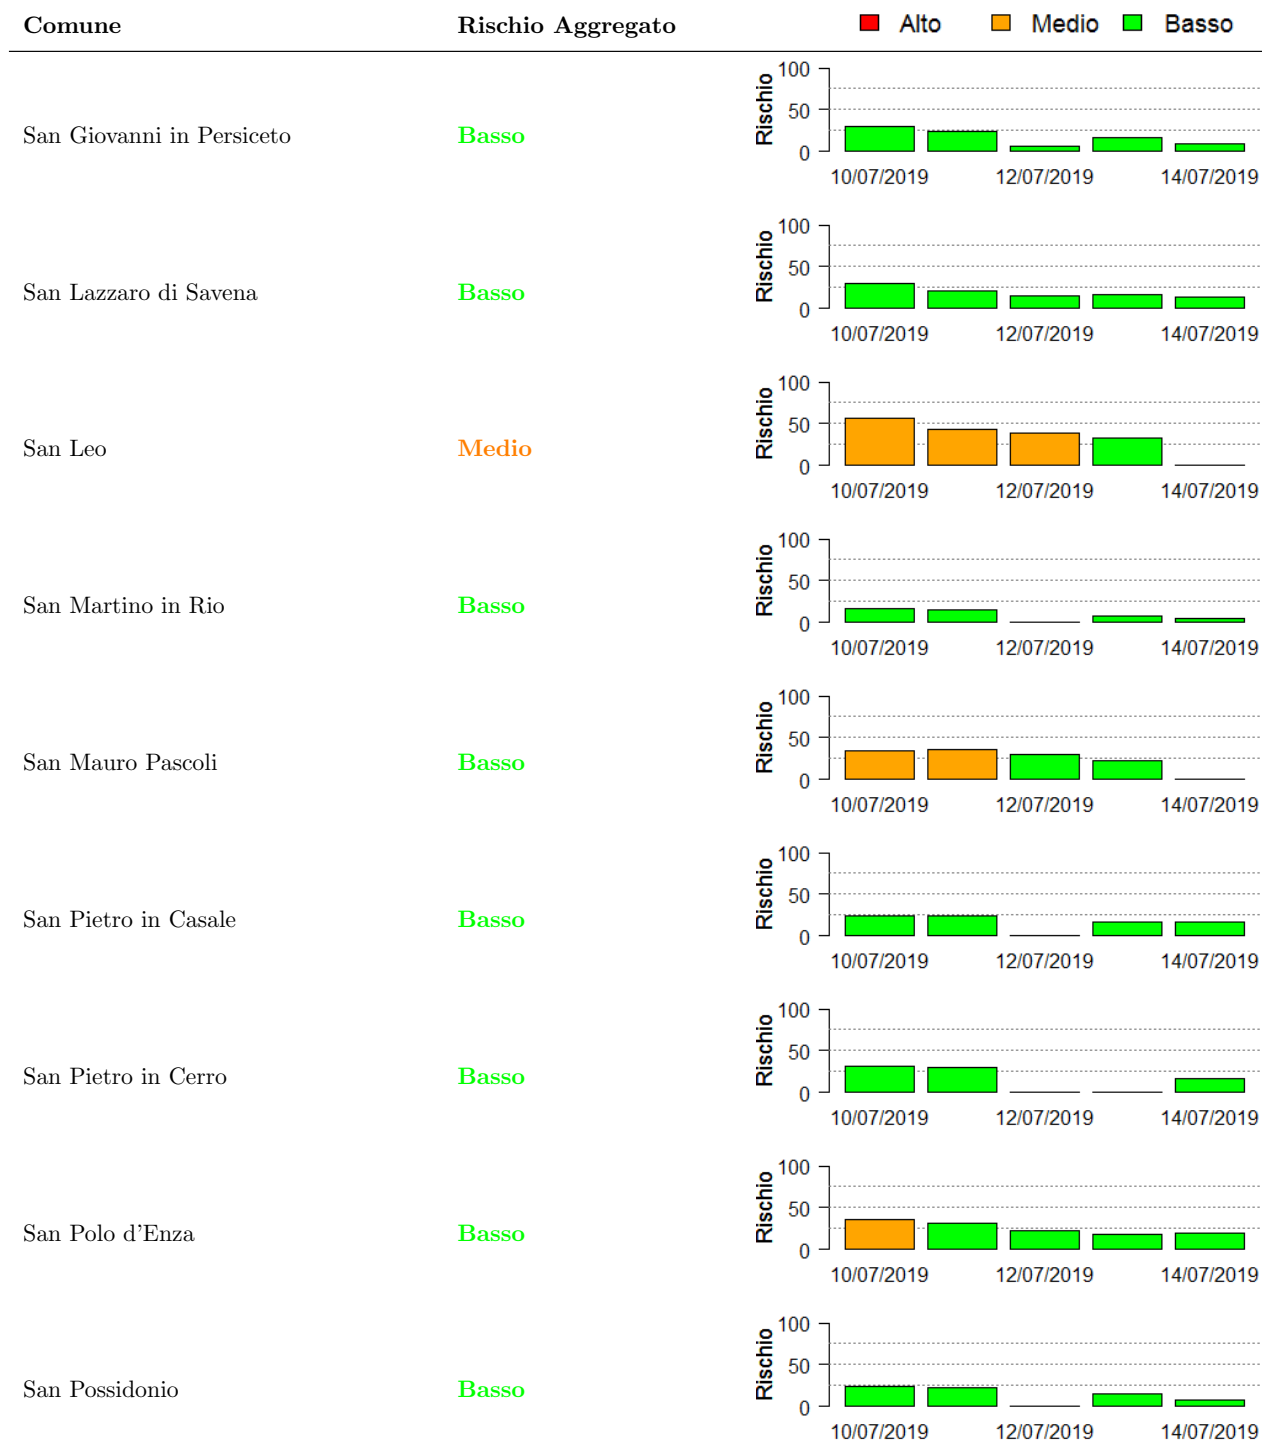 Comune Rischio Aggregato Alto Medio Basso
San Giovanni in Persiceto Basso Rischio 100 50 0
10/07/2019 12/07/2019 14/07/2019
San Lazzaro di Savena Basso Rischio 100 50 0
10/07/2019 12/07/2019 14/07/2019
San Leo Medio Rischio 100 50 0
10/07/2019 12/07/2019 14/07/2019
San Martino in Rio Basso Rischio 100 50 0
10/07/2019 12/07/2019 14/07/2019
San Mauro Pascoli Basso Rischio 100 50 0
10/07/2019 12/07/2019 14/07/2019
San Pietro in Casale Basso Rischio 100 50 0
10/07/2019 12/07/2019 14/07/2019
San Pietro in Cerro Basso Rischio 100 50 0
10/07/2019 12/07/2019 14/07/2019
San Polo d'Enza Basso Rischio 100 50 0
10/07/2019 12/07/2019 14/07/2019
San Possidonio Basso Rischio 100 50 0
10/07/2019 12/07/2019 14/07/2019